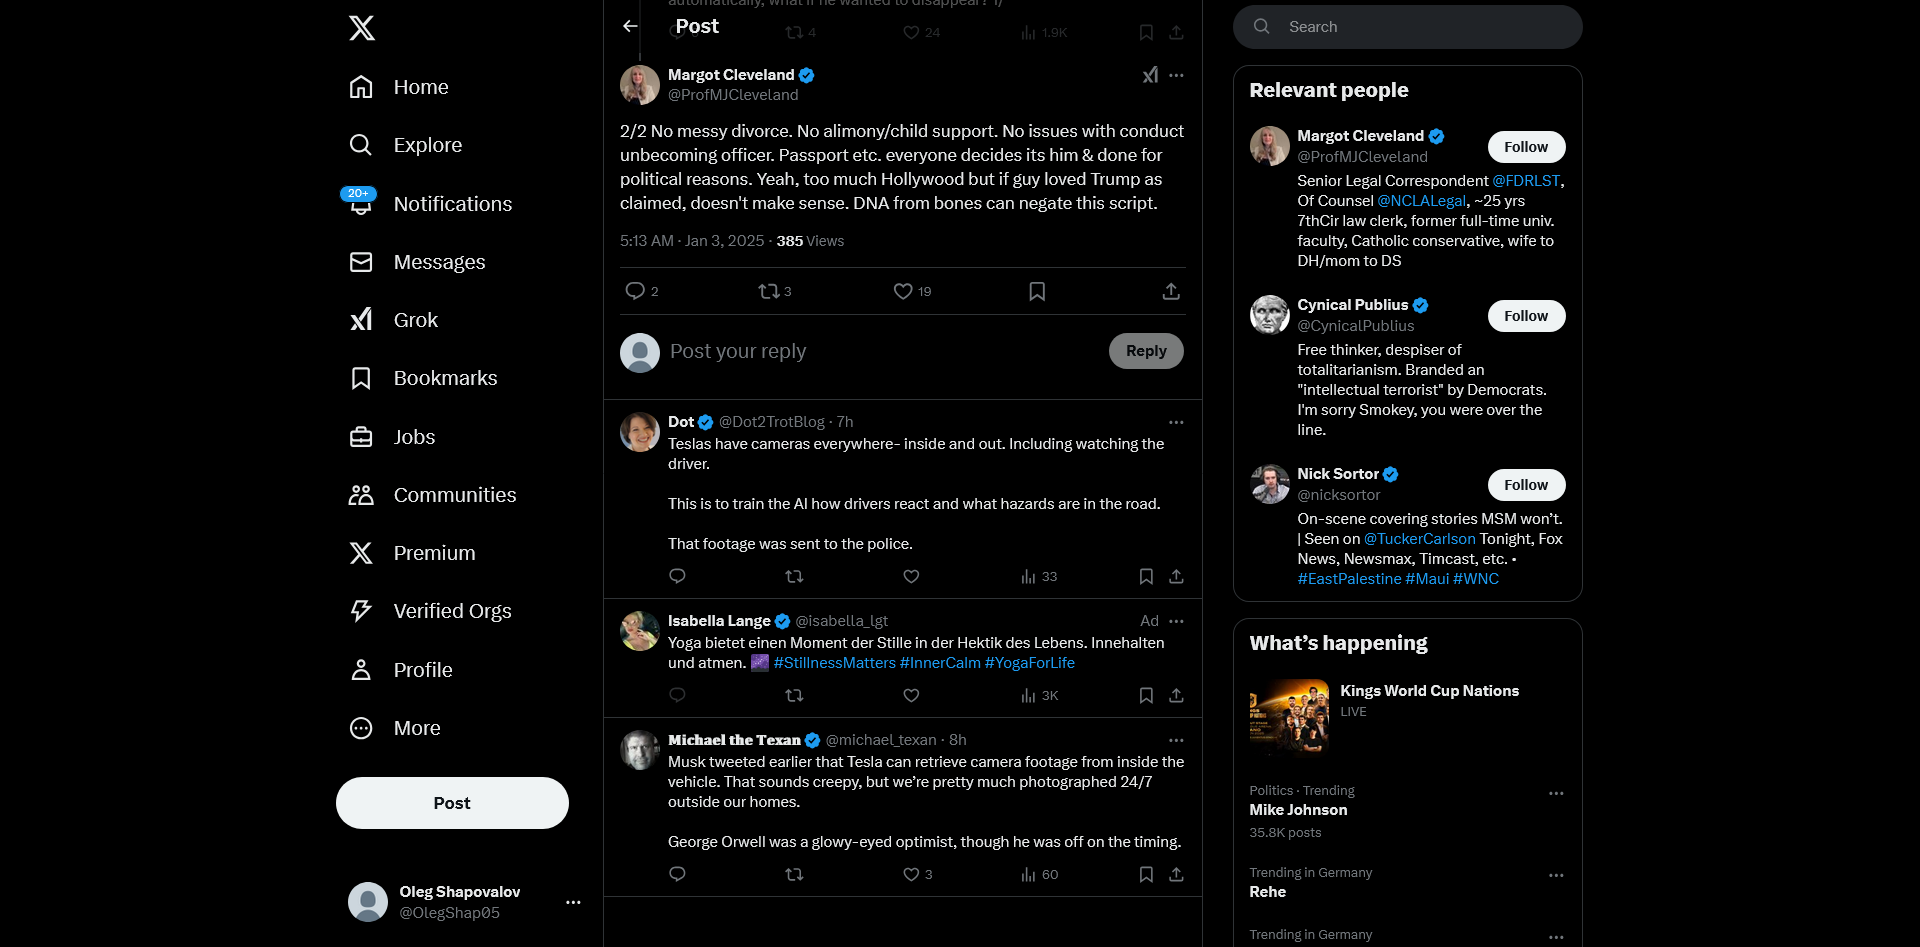 Home
Explore
20+
Notifications
Messages
Grok
Bookmarks
Jobs
Communities
Premium
Profile
More
Post
Oleg Shapovalov
@OlegShap05
automatically, what if he wanted to disappear? 1/
Post
4
24
1.9K
Margot Cleveland
@ProfMJCleveland
2/2 No messy divorce. No alimony/child support. No issues with conduct
unbecoming officer. Passport etc. everyone decides its him & done for
political reasons. Yeah, too much Hollywood but if guy loved Trump as
claimed, doesn't make sense. DNA from bones can negate this script.
5:13 AM · Jan 3, 2025 · 385 Views
2
3
19
Post your reply
Reply
Dot @Dot2TrotBlog · 7h
Teslas have cameras everywhere- inside and out. Including watching the
driver.
This is to train the AI how drivers react and what hazards are in the road.
That footage was sent to the police.
33
Isabella Lange @isabella_lgt
Ad
Yoga bietet einen Moment der Stille in der Hektik des Lebens. Innehalten
und atmen. 🌌 #StillnessMatters #InnerCalm #YogaForLife
3K
Michael the Texan @michael_texan · 8h
Musk tweeted earlier that Tesla can retrieve camera footage from inside the
vehicle. That sounds creepy, but we’re pretty much photographed 24/7
outside our homes.
George Orwell was a glowy-eyed optimist, though he was off on the timing.
3
60
Search
Relevant people
Margot Cleveland
@ProfMJCleveland
Follow
Senior Legal Correspondent @FDRLST,
Of Counsel @NCLALegal, ~25 yrs
7thCir law clerk, former full-time univ.
faculty, Catholic conservative, wife to
DH/mom to DS
Cynical Publius
@CynicalPublius
Follow
Free thinker, despiser of
totalitarianism. Branded an
"intellectual terrorist" by Democrats.
I'm sorry Smokey, you were over the
line.
Nick Sortor
@nicksortor
Follow
On-scene covering stories MSM won’t.
| Seen on @TuckerCarlson Tonight, Fox
News, Newsmax, Timcast, etc. •
#EastPalestine #Maui #WNC
What’s happening
Kings World Cup Nations
LIVE
Politics · Trending
Mike Johnson
35.8K posts
Trending in Germany
Rehe
Trending in Germany